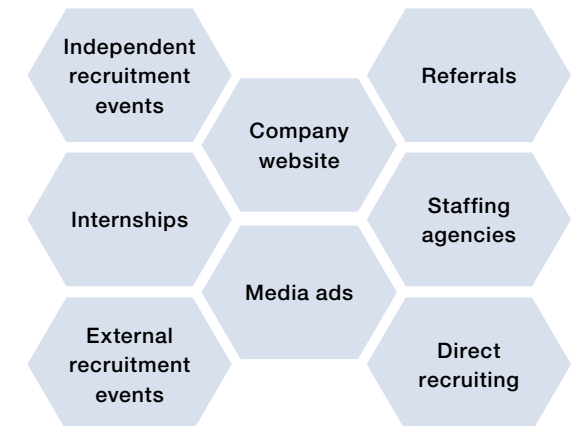 Independent
recruitment
events
Referrals
Company
website
Internships
Staffing
agencies
Media ads
External
recruitment
events
Direct
recruiting